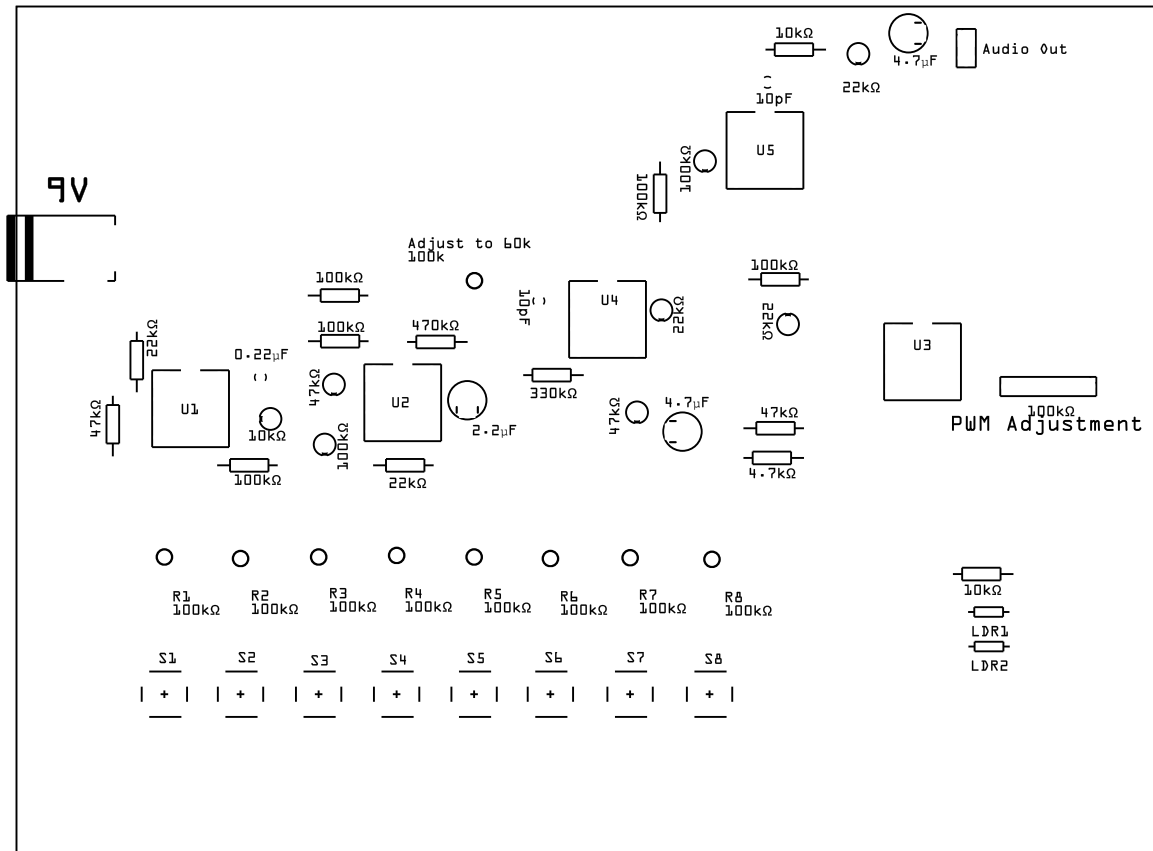 10kΩ
4.7µF
Audio Out
22kΩ
10pF
U5
100kΩ
100kΩ
9V
Adjust to 60k
100k
100kΩ
100kΩ
10pF
U4
22kΩ
22kΩ
100kΩ
470kΩ
U3
22kΩ
0.22µF
47kΩ
330kΩ
U1
U2
47kΩ
4.7µF
100kΩ
47kΩ
47kΩ
10kΩ
2.2µF
PWM Adjustment
100kΩ
100kΩ
22kΩ
4.7kΩ
R1
100kΩ
R2
100kΩ
R3
100kΩ
R4
100kΩ
R5
100kΩ
R6
100kΩ
R7
100kΩ
R8
100kΩ
10kΩ
LDR1
LDR2
S1
S2
S3
S4
S5
S6
S7
S8